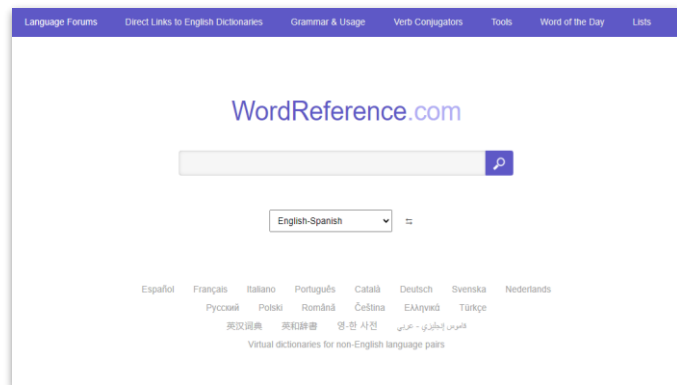 Language Forums Direct Links to English Dictionaries Grammar & Usage Verb Conjugators Tools Word of the Day Lists
WordReference.com
English-Spanish
Español Français Italiano Português Català Deutsch Svenska Nederlands
Русский Polski Română Čeština Ελληνικά Türkçe
英汉词典 英和辞書 영-한 사전 قاموس إنجليزي - عربي
Virtual dictionaries for non-English language pairs